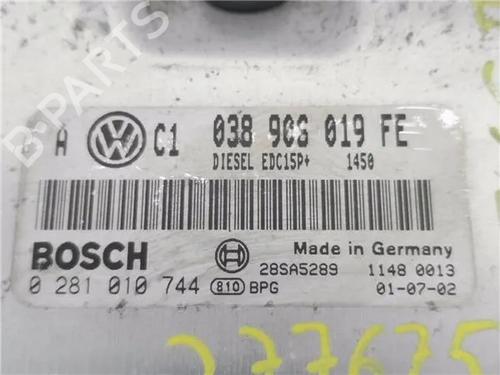 B-PARTS
A C1 038 906 019 FE
DIESEL EDC15P+ 1450
BOSCH
Made in Germany
28SA5289 1148 0013
0 281 010 744 810 BPG 01-07-02
277675